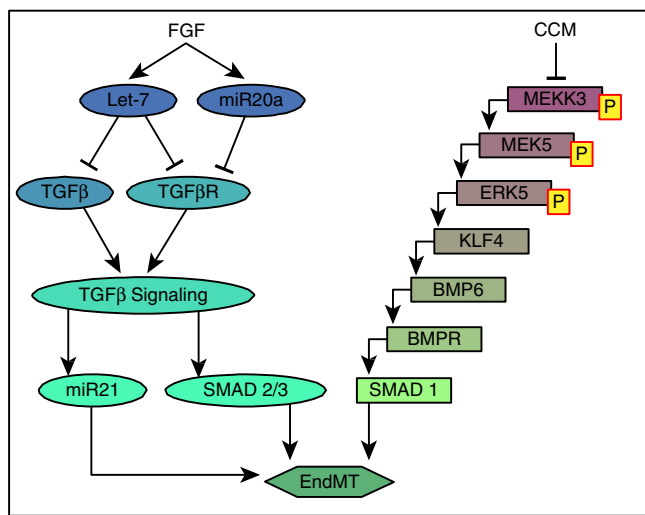 FGF
CCM
Let-7
miR20a
MEKK3
P
MEK5
P
TGFβ
TGFβR
ERK5
P
KLF4
TGFβ Signaling
BMP6
BMPR
miR21
SMAD 2/3
SMAD 1
EndMT